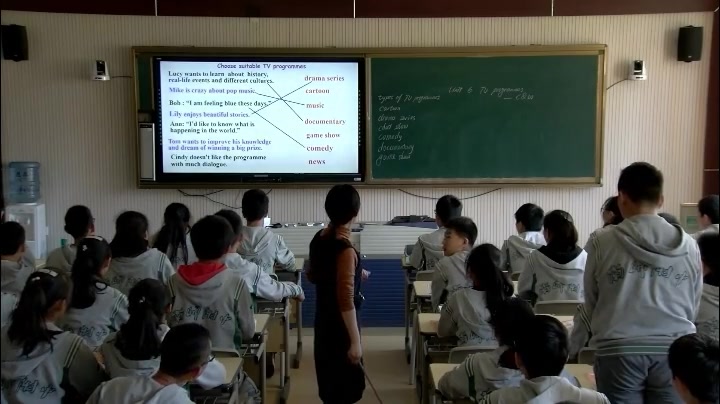 Choose suitable TV programmes
Lucy wants to learn about history,
real-life events and different cultures.
Mike is crazy about pop music.
Bob: "I am feeling blue these days."
Lily enjoys beautiful stories.
Ann: "I'd like to know what is
happening in the world."
Tom wants to improve his knowledge
and dream of winning a big prize.
Cindy doesn't like the programme
with much dialogue.
drama series
cartoon
music
documentary
game show
comedy
news
Unit 6 TV programmes
types of TV programmes
cartoon
drama series
chat show
comedy
documentary
game show